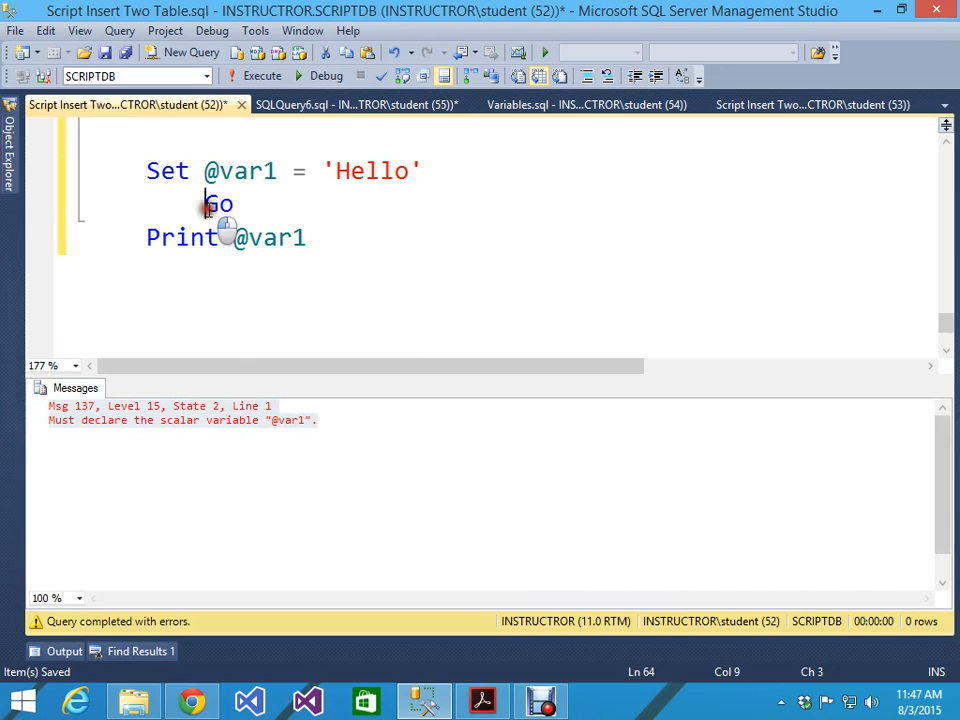 Script Insert Two Table.sql - INSTRUCTROR.SCRIPTDB (INSTRUCTROR\student (52))* - Microsoft SQL Server Management Studio
File Edit View Query Project Debug Tools Window Help
New Query
SCRIPTDB Execute Debug
Script Insert Two...CTROR\student (52))* SQLQuery6.sql - IN...TROR\student (55))* Variables.sql - INS...CTROR\student (54)) Script Insert Two...CTROR\student (53))
Object Explorer
Set @var1 = 'Hello'
Go
Print @var1
177 %
Messages
Msg 137, Level 15, State 2, Line 1
Must declare the scalar variable "@var1".
100 %
Query completed with errors. INSTRUCTROR (11.0 RTM) INSTRUCTROR\student (52) SCRIPTDB 00:00:00 0 rows
Output Find Results 1
Item(s) Saved Ln 64 Col 9 Ch 3 INS
11:47 AM
8/3/2015